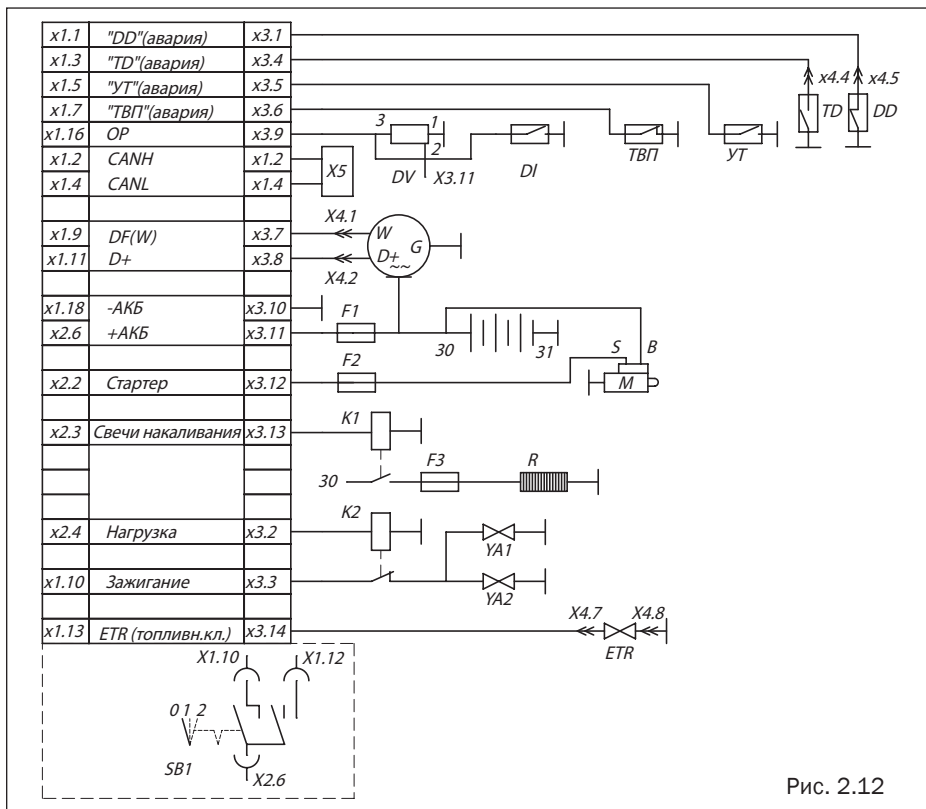 x1.1 "DD"(авария) x3.1
x1.3 "TD"(авария) x3.4
x1.5 "УТ"(авария) x3.5
x1.7 "ТВП"(авария) x3.6
x1.16 OP x3.9
x1.2 CANH x1.2
x1.4 CANL x1.4
x1.9 DF(W) x3.7
x1.11 D+ x3.8
x1.18 -АКБ x3.10
x2.6 +АКБ x3.11
x2.2 Стартер x3.12
x2.3 Свечи накаливания x3.13
x2.4 Нагрузка x3.2
x1.10 Зажигание x3.3
x1.13 ETR (топливн.кл.) x3.14
x4.4 x4.5
TD DD
3 1
2
X5 DV X3.11 DI ТВП УТ
X4.1
W
G
D+
~~
X4.2
F1
30 31
S B
M
F2
K1
30 F3 R
K2
YA1
YA2
X4.7 X4.8
ETR
X1.10 X1.12
0 1 2
SB1
X2.6
Рис. 2.12